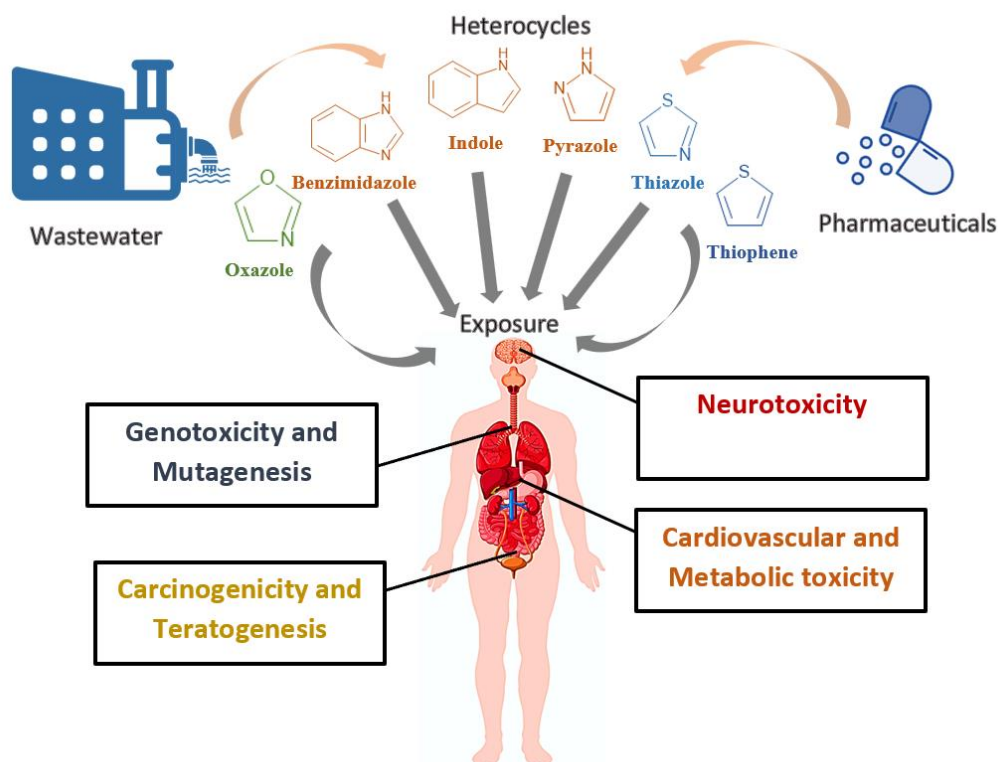 Heterocycles
H
N
H
N
H
N
N
S
N
H
N
N
O
N
S
Indole
Pyrazole
Benzimidazole
Thiazole
Wastewater
Pharmaceuticals
Oxazole
Thiophene
Exposure
Neurotoxicity
Genotoxicity and
Mutagenesis
Cardiovascular and
Metabolic toxicity
Carcinogenicity and
Teratogenesis